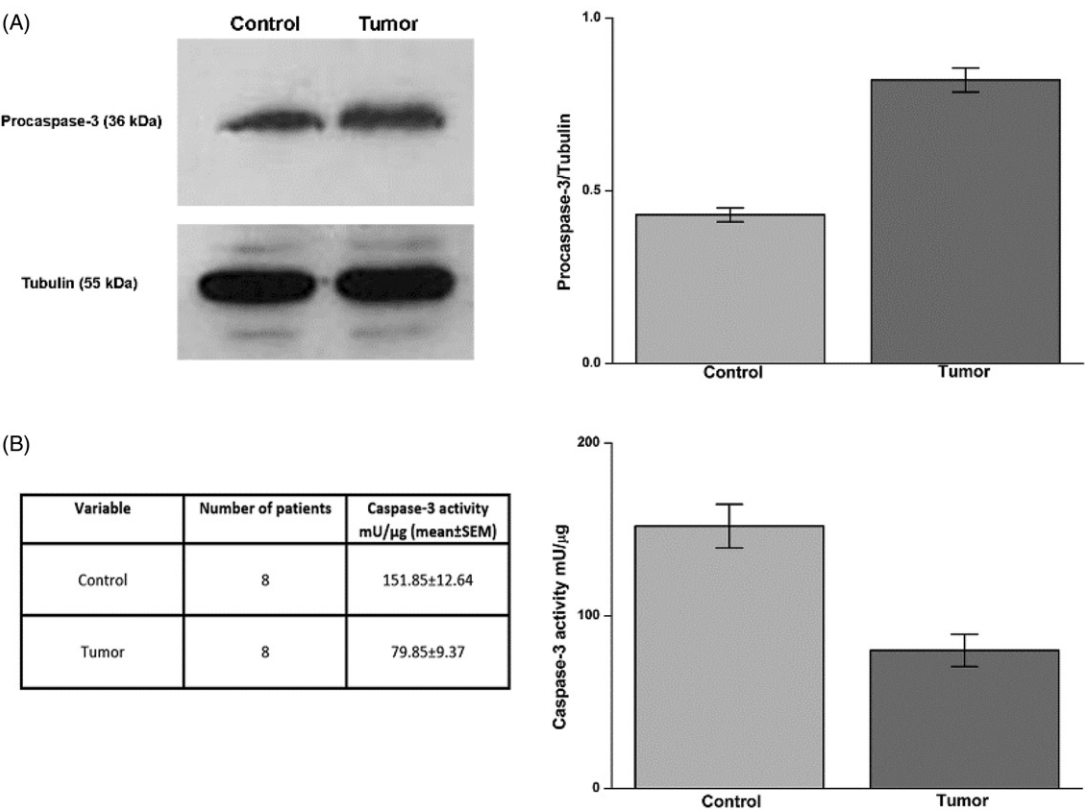 (A)
Control Tumor
Procaspase-3 (36 kDa)
Tubulin (55 kDa)
1.0
0.5
0.0
Procaspase-3/Tubulin
Control Tumor
(B)
Variable Number of patients Caspase-3 activity
mU/μg (mean±SEM)
Control 8 151.85±12.64
Tumor 8 79.85±9.37
200
100
0
Caspase-3 activity mU/μg
Control Tumor